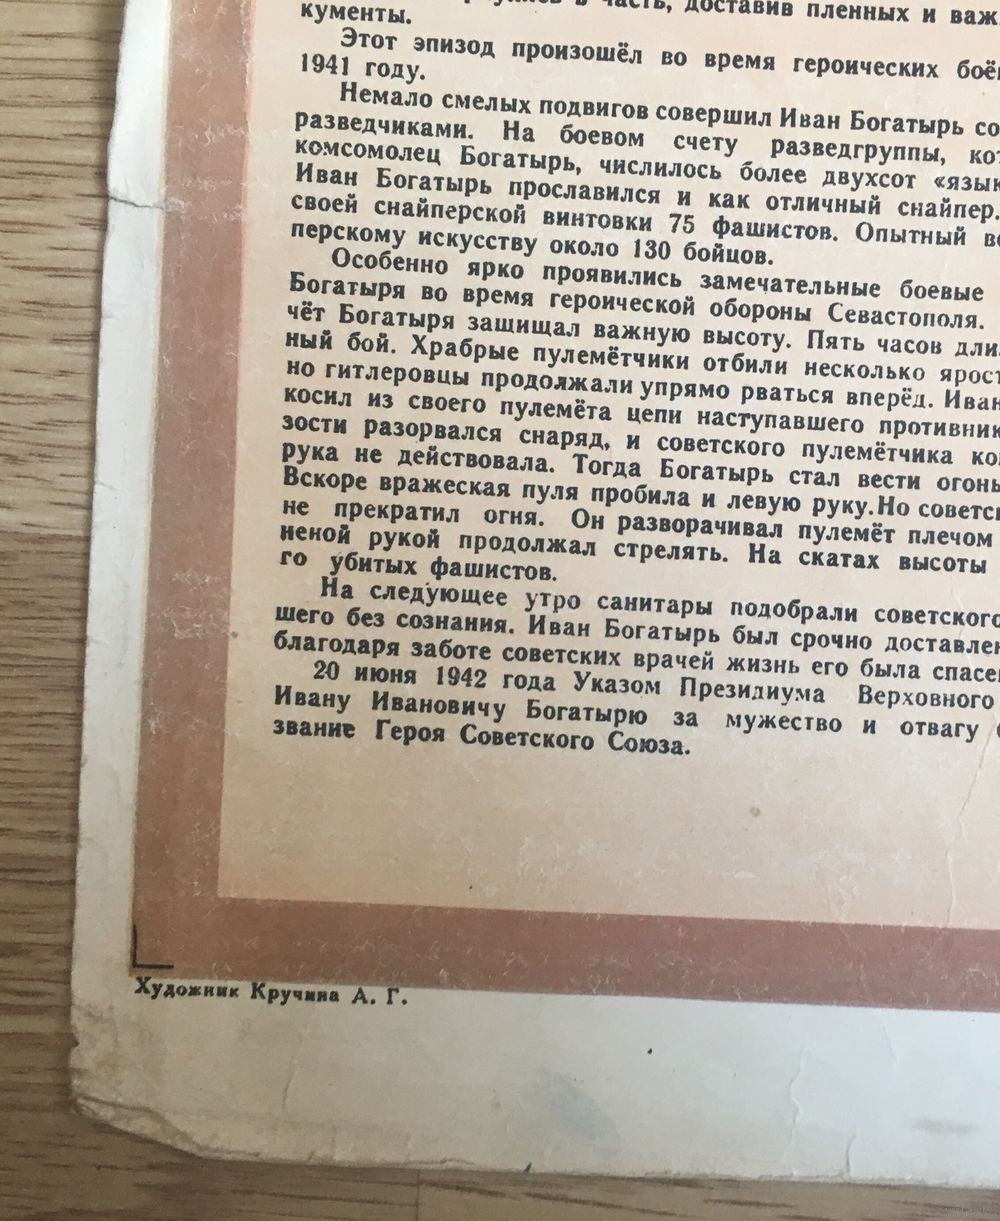 в часть, доставив пленных и важ
кументы.
Этот эпизод произошёл во время героических боё
1941 году.
Немало смелых подвигов совершил Иван Богатырь со
разведчиками. На боевом счету разведгруппы, кот
комсомолец Богатырь, числилось более двухсот «язык
Иван Богатырь прославился и как отличный снайпер.
своей снайперской винтовки 75 фашистов. Опытный во
перскому искусству около 130 бойцов.
Особенно ярко проявились замечательные боевые
Богатыря во время героической обороны Севастополя.
чёт Богатыря защищал важную высоту. Пять часов дли
ный бой. Храбрые пулемётчики отбили несколько ярост
но гитлеровцы продолжали упрямо рваться вперёд. Иван
косил из своего пулемёта цепи наступавшего противник
зости разорвался снаряд, и советского пулемётчика ко
рука не действовала. Тогда Богатырь стал вести огонь
Вскоре вражеская пуля пробила и левую руку.Но советс
не прекратил огня. Он разворачивал пулемёт плечом
неной рукой продолжал стрелять. На скатах высоты
го убитых фашистов.
На следующее утро санитары подобрали советского
шего без сознания. Иван Богатырь был срочно доставлен
благодаря заботе советских врачей жизнь его была спасе
20 июня 1942 года Указом Президиума Верховного
Ивану Ивановичу Богатырю за мужество и отвагу
звание Героя Советского Союза.
Художник Кручина А. Г.